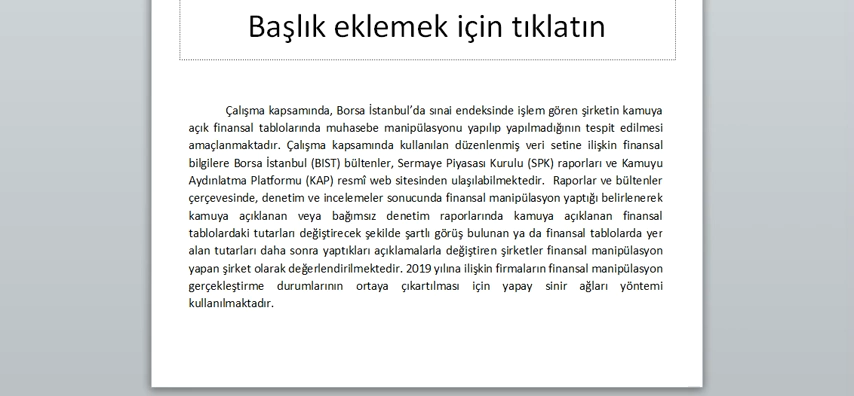 Başlık eklemek için tıklatın
Çalışma kapsamında, Borsa İstanbul’da sınai endeksinde işlem gören şirketin kamuya
açık finansal tablolarında muhasebe manipülasyonu yapılıp yapılmadığının tespit edilmesi
amaçlanmaktadır. Çalışma kapsamında kullanılan düzenlenmiş veri setine ilişkin finansal
bilgilere Borsa İstanbul (BIST) bültenler, Sermaye Piyasası Kurulu (SPK) raporları ve Kamuyu
Aydınlatma Platformu (KAP) resmî web sitesinden ulaşılabilmektedir. Raporlar ve bültenler
çerçevesinde, denetim ve incelemeler sonucunda finansal manipülasyon yaptığı belirlenerek
kamuya açıklanan veya bağımsız denetim raporlarında kamuya açıklanan finansal
tablolardaki tutarları değiştirecek şekilde şartlı görüş bulunan ya da finansal tablolarda yer
alan tutarları daha sonra yaptıkları açıklamalarla değiştiren şirketler finansal manipülasyon
yapan şirket olarak değerlendirilmektedir. 2019 yılına ilişkin firmaların finansal manipülasyon
gerçekleştirme durumlarının ortaya çıkartılması için yapay sinir ağları yöntemi
kullanılmaktadır.